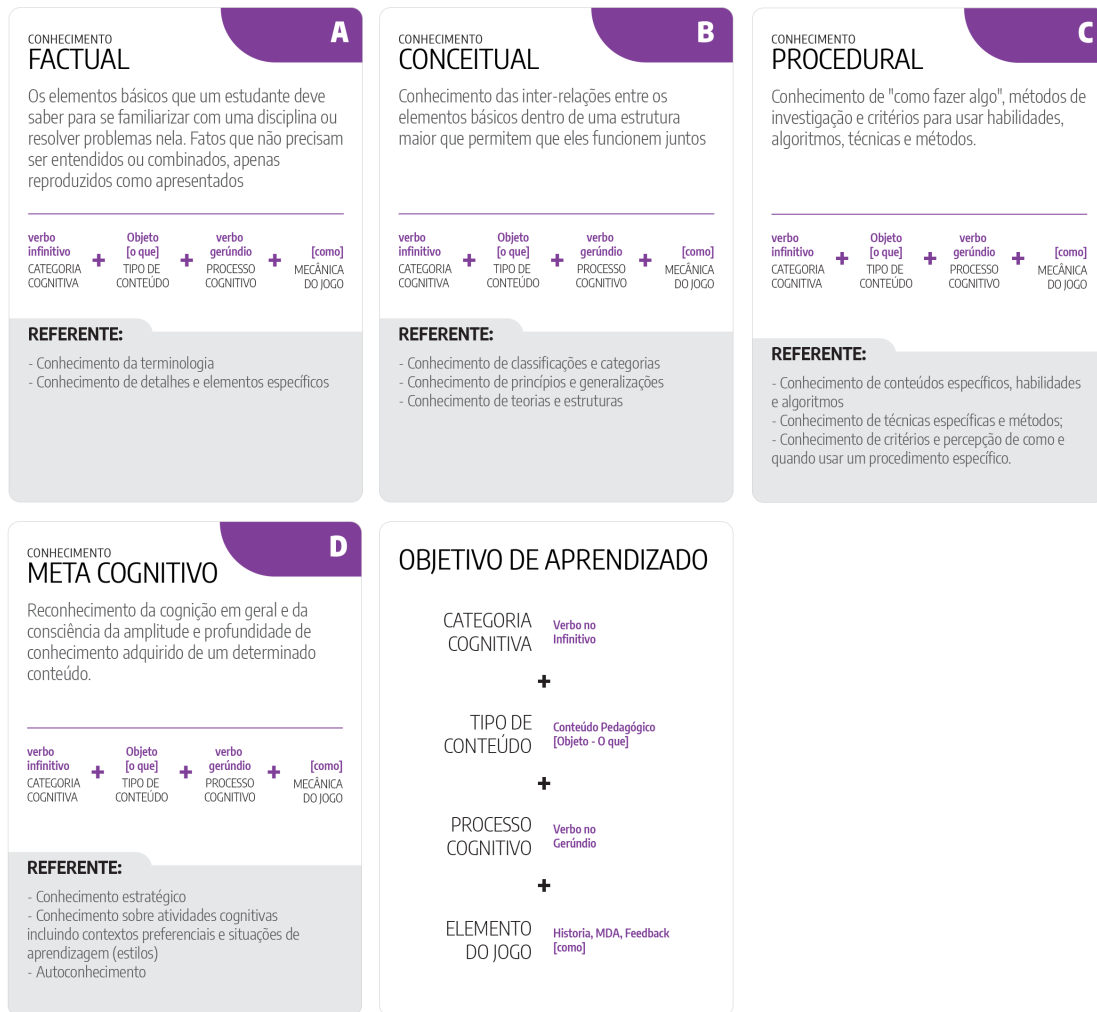 CONHECIMENTO
FACTUAL
A
Os elementos básicos que um estudante deve
saber para se familiarizar com uma disciplina ou
resolver problemas nela. Fatos que não precisam
ser entendidos ou combinados, apenas
reproduzidos como apresentados
verbo
infinitivo
CATEGORIA
COGNITIVA
+
Objeto
[o que]
TIPO DE
CONTEÚDO
+
verbo
gerúndio
PROCESSO
COGNITIVO
+
[como]
MECÂNICA
DO JOGO
REFERENTE:
- Conhecimento da terminologia
- Conhecimento de detalhes e elementos específicos
CONHECIMENTO
CONCEITUAL
B
Conhecimento das inter-relações entre os
elementos básicos dentro de uma estrutura
maior que permitem que eles funcionem juntos
verbo
infinitivo
CATEGORIA
COGNITIVA
+
Objeto
[o que]
TIPO DE
CONTEÚDO
+
verbo
gerúndio
PROCESSO
COGNITIVO
+
[como]
MECÂNICA
DO JOGO
REFERENTE:
- Conhecimento de classificações e categorias
- Conhecimento de princípios e generalizações
- Conhecimento de teorias e estruturas
CONHECIMENTO
PROCEDURAL
C
Conhecimento de "como fazer algo", métodos de
investigação e critérios para usar habilidades,
algoritmos, técnicas e métodos.
verbo
infinitivo
CATEGORIA
COGNITIVA
+
Objeto
[o que]
TIPO DE
CONTEÚDO
+
verbo
gerúndio
PROCESSO
COGNITIVO
+
[como]
MECÂNICA
DO JOGO
REFERENTE:
- Conhecimento de conteúdos específicos, habilidades
e algoritmos
- Conhecimento de técnicas específicas e métodos;
- Conhecimento de critérios e percepção de como e
quando usar um procedimento específico.
CONHECIMENTO
META COGNITIVO
D
Reconhecimento da cognição em geral e da
consciência da amplitude e profundidade de
conhecimento adquirido de um determinado
conteúdo.
verbo
infinitivo
CATEGORIA
COGNITIVA
+
Objeto
[o que]
TIPO DE
CONTEÚDO
+
verbo
gerúndio
PROCESSO
COGNITIVO
+
[como]
MECÂNICA
DO JOGO
REFERENTE:
- Conhecimento estratégico
- Conhecimento sobre atividades cognitivas
incluindo contextos preferenciais e situações de
aprendizagem (estilos)
- Autoconhecimento
OBJETIVO DE APRENDIZADO
CATEGORIA
COGNITIVA
Verbo no
Infinitivo
+
TIPO DE
CONTEÚDO
Conteúdo Pedagógico
[Objeto - O que]
+
PROCESSO
COGNITIVO
Verbo no
Gerúndio
+
ELEMENTO
DO JOGO
Historia, MDA, Feedback
[como]